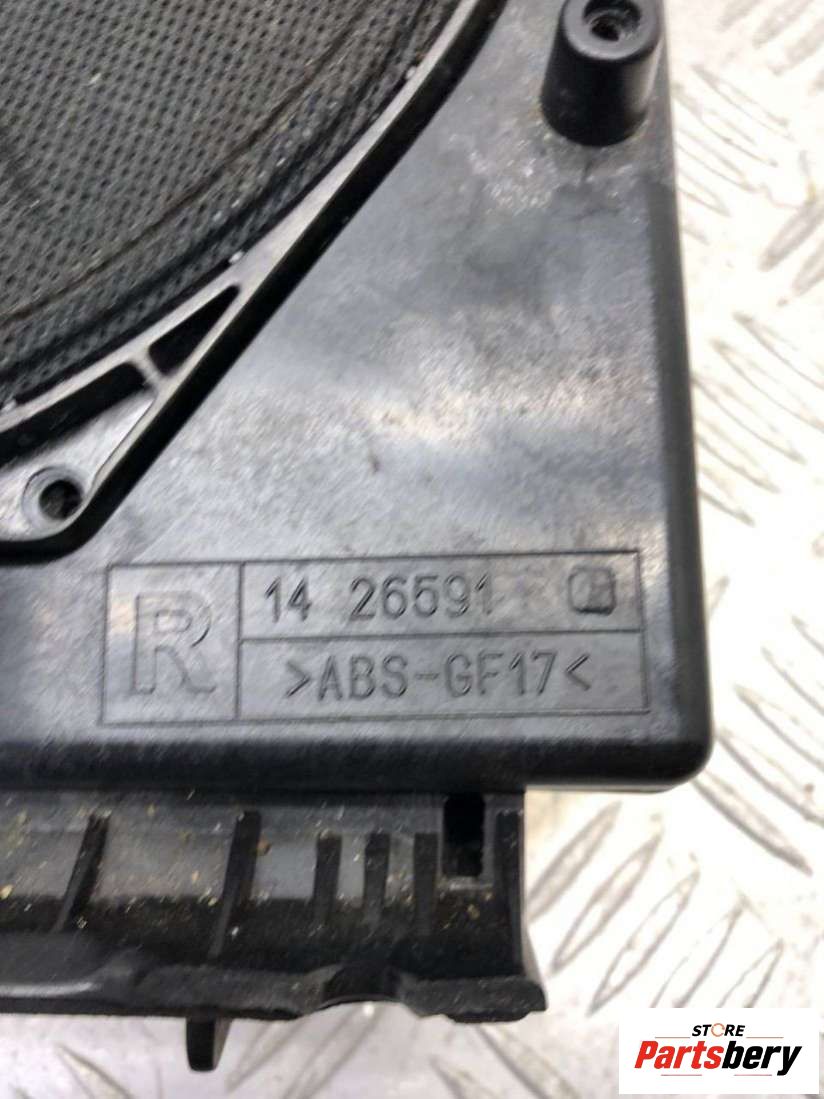 R
14 26591
>ABS-GF17<
STORE
Partsbery